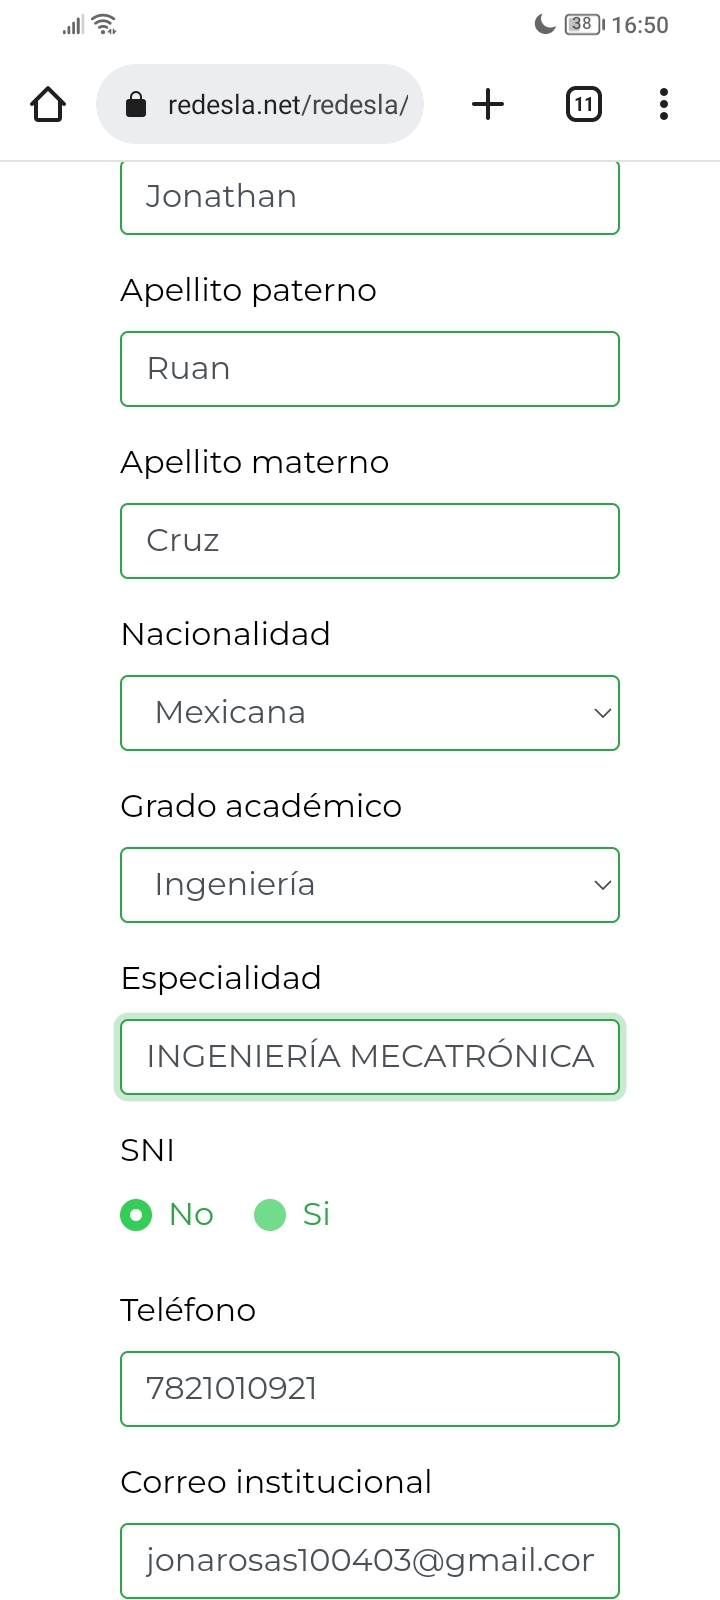 38 16:50
redesla.net/redesla/ 11
Jonathan
Apellito paterno
Ruan
Apellito materno
Cruz
Nacionalidad
Mexicana
Grado académico
Ingeniería
Especialidad
INGENIERÍA MECATRÓNICA
SNI
No Si
Teléfono
7821010921
Correo institucional
jonarosas100403@gmail.cor